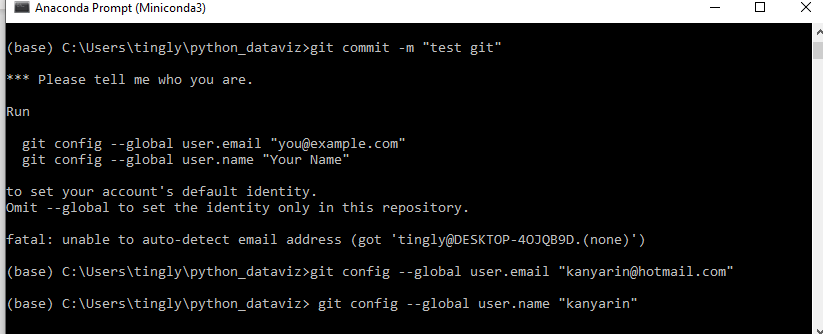 Anaconda Prompt (Miniconda3)
(base) C:\Users\tingly\python_dataviz>git commit -m "test git"
*** Please tell me who you are.
Run
git config --global user.email "you@example.com"
git config --global user.name "Your Name"
to set your account's default identity.
Omit --global to set the identity only in this repository.
fatal: unable to auto-detect email address (got 'tingly@DESKTOP-4OJQB9D.(none)')
(base) C:\Users\tingly\python_dataviz>git config --global user.email "kanyarin@hotmail.com"
(base) C:\Users\tingly\python_dataviz> git config --global user.name "kanyarin"